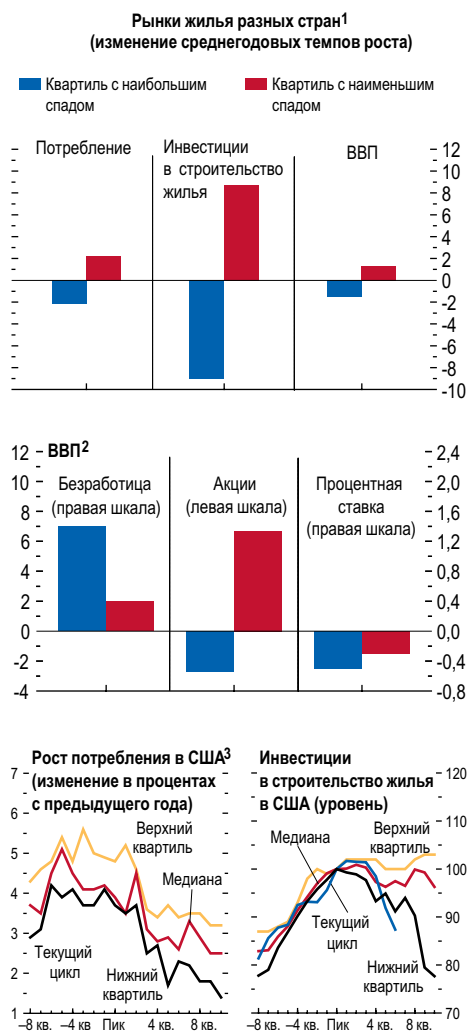 Рынки жилья разных стран1
(изменение среднегодовых темпов роста)
Квартиль с наибольшим
спадом
Квартиль с наименьшим
спадом
Потребление
Инвестиции
в строительство
жилья
ВВП
12
10
8
6
4
2
0
-2
-4
-6
-8
-10
ВВП2
Безработица
(правая шкала)
Акции
(левая шкала)
Процентная
ставка
(правая шкала)
12
10
8
6
4
2
0
-2
-4
2,4
2,0
1,6
1,2
0,8
0,4
0,0
-0,4
-0,8
Рост потребления в США3
(изменение в процентах
с предыдущего года)
7
6
5
4
3
2
1
Верхний
квартиль
Медиана
Текущий
цикл
Нижний
квартиль
–8 кв. –4 кв Пик 4 кв. 8 кв.
Инвестиции
в строительство жилья
в США (уровень)
120
110
100
90
80
70
Медиана
Верхний
квартиль
Текущий
цикл
Нижний
квартиль
–8 кв. –4 кв. Пик 4 кв. 8 кв.